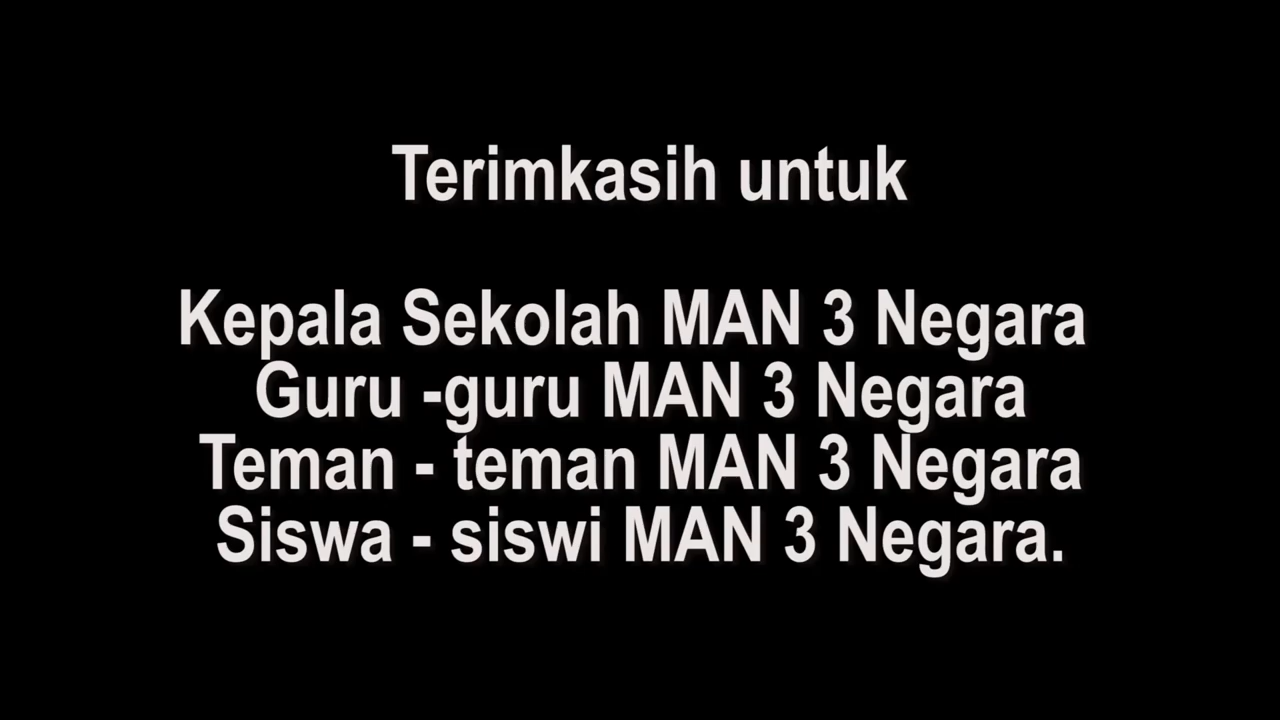 Terimkasih untuk
Kepala Sekolah MAN 3 Negara
Guru -guru MAN 3 Negara
Teman - teman MAN 3 Negara
Siswa - siswi MAN 3 Negara.